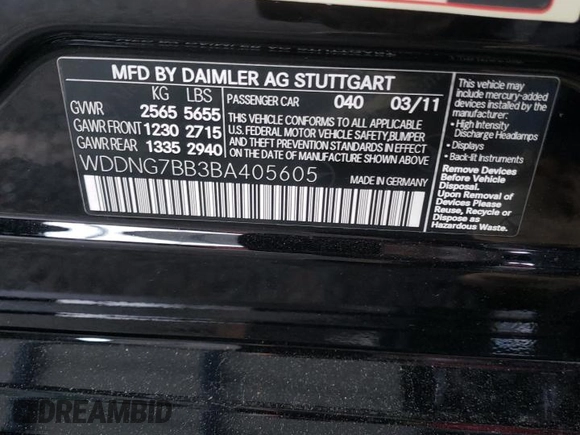 MFD BY DAIMLER AG STUTTGART
KG LBS
GVWR 2565 5655
GAWR FRONT 1230 2715
GAWR REAR 1335 2940
PASSENGER CAR 040 03/11
THIS VEHICLE CONFORMS TO ALL APPLICABLE
U.S. FEDERAL MOTOR VEHICLE SAFETY,BUMPER
AND THEFT PREVENTION STANDARDS IN EFFECT
ON THE DATE OF MANUFACTURE SHOWN ABOVE.
WDDNG7BB3BA405605
MADE IN GERMANY
This vehicle may
include mercury-added
devices installed by
the manufacturer:
• High Intensity
Discharge Headlamps
• Displays
• Back-lit Instruments
Remove Devices
Before Vehicle
Disposal.
Upon Removal of
Devices Please
Reuse, Recycle or
Dispose as
Hazardous Waste.
DREAMBID